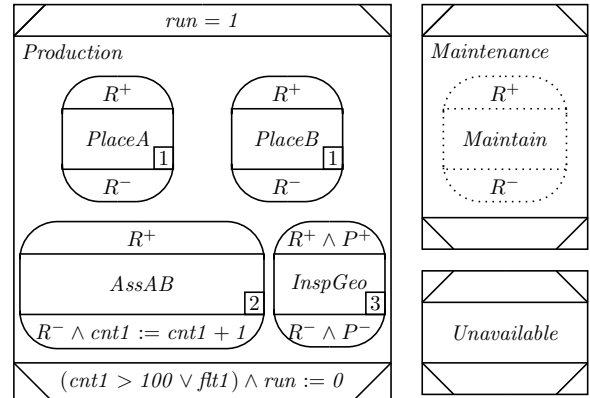 run = 1
Production
R⁺
R⁺
PlaceA
PlaceB
1
1
R⁻
R⁻
R⁺
R⁺ ∧ P⁺
AssAB
InspGeo
2
3
R⁻ ∧ cnt1 := cnt1 + 1
R⁻ ∧ P⁻
(cnt1 > 100 ∨ flt1) ∧ run := 0
Maintenance
R⁺
Maintain
R⁻
Unavailable